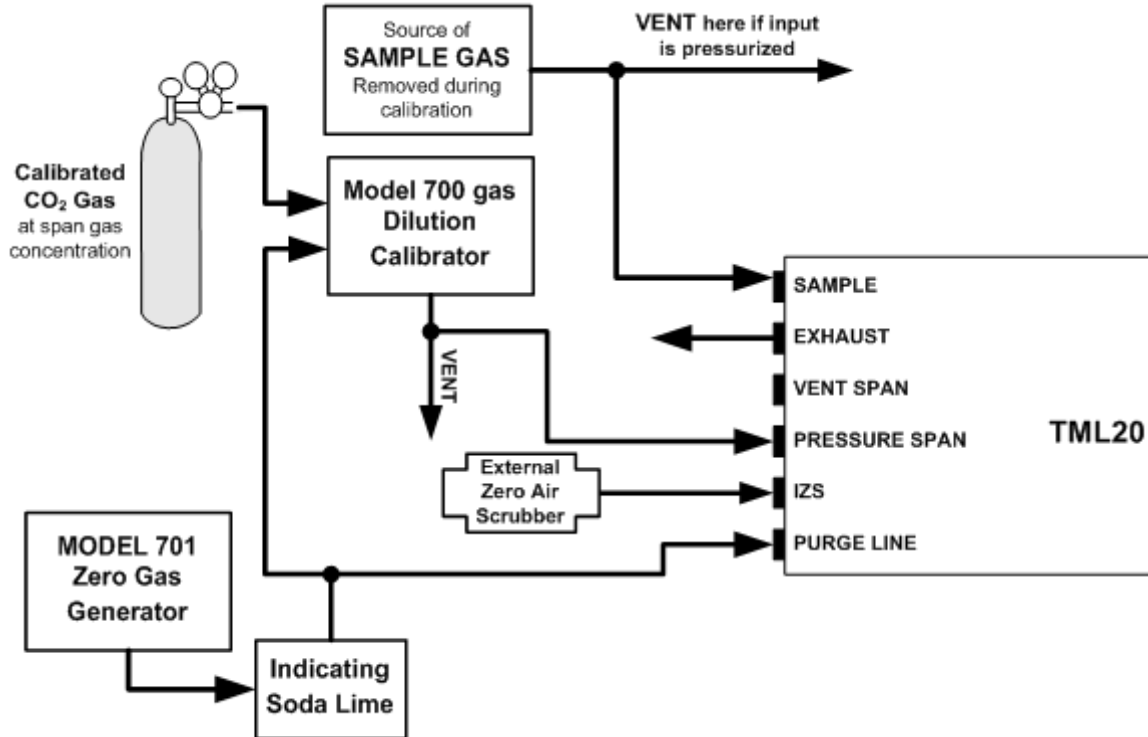 Source of
SAMPLE GAS
Removed during
calibration
VENT here if input
is pressurized
Calibrated
CO₂ Gas
at span gas
concentration
Model 700 gas
Dilution
Calibrator
VENT
SAMPLE
EXHAUST
VENT SPAN
PRESSURE SPAN
IZS
PURGE LINE
TML20
External
Zero Air
Scrubber
MODEL 701
Zero Gas
Generator
Indicating
Soda Lime